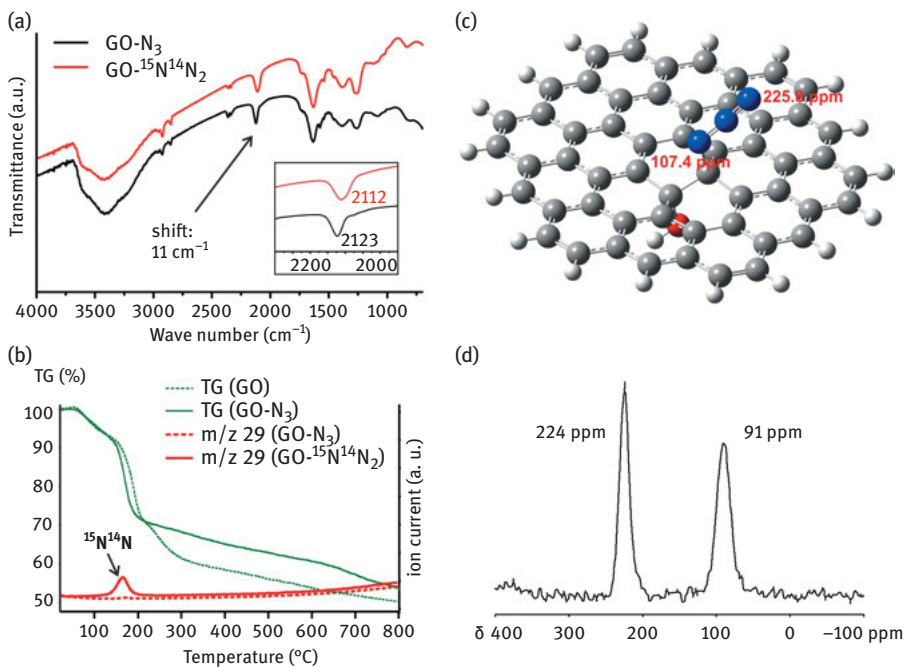 (a)
GO-N₃
GO-¹⁵N¹⁴N₂
Transmittance (a.u.)
shift:
11 cm⁻¹
2112
2123
2200 2000
4000 3500 3000 2500 2000 1500 1000
Wave number (cm⁻¹)
(b)
TG (%)
TG (GO)
TG (GO-N₃)
m/z 29 (GO-N₃)
m/z 29 (GO-¹⁵N¹⁴N₂)
100
90
80
70
60
50
¹⁵N¹⁴N
ion current (a. u.)
100 200 300 400 500 600 700 800
Temperature (ºC)
(c)
225.8 ppm
107.4 ppm
(d)
224 ppm
91 ppm
δ 400 300 200 100 0 −100 ppm